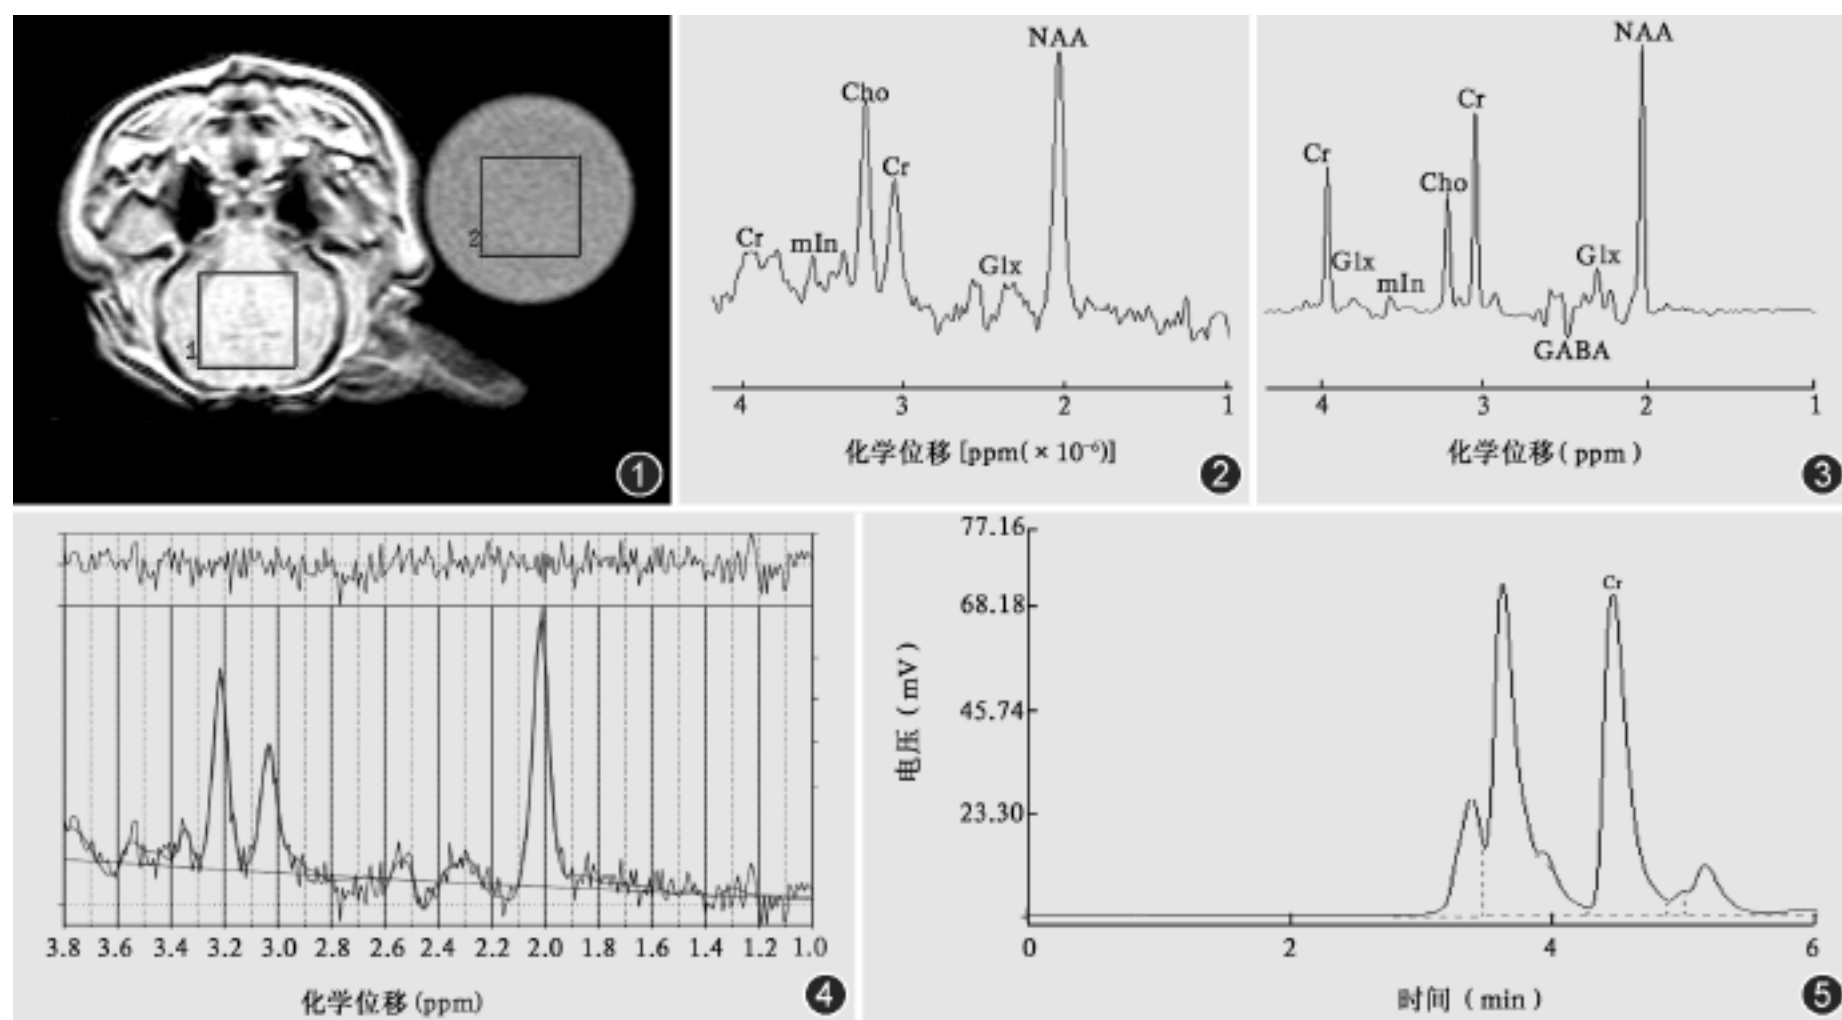 2
1
①
NAA
Cho
Cr
Cr
mIn
Glx
4 3 2 1
化学位移 [ppm( × 10⁻⁶)]
❷
NAA
Cr
Cr
Cho
Glx
mIn
Glx
GABA
4 3 2 1
化学位移 ( ppm )
❸
3.8 3.6 3.4 3.2 3.0 2.8 2.6 2.4 2.2 2.0 1.8 1.6 1.4 1.2 1.0
化学位移 (ppm)
❹
77.16
68.18
45.74
23.30
电压 ( mV )
Cr
0 2 4 6
时间 ( min )
❺